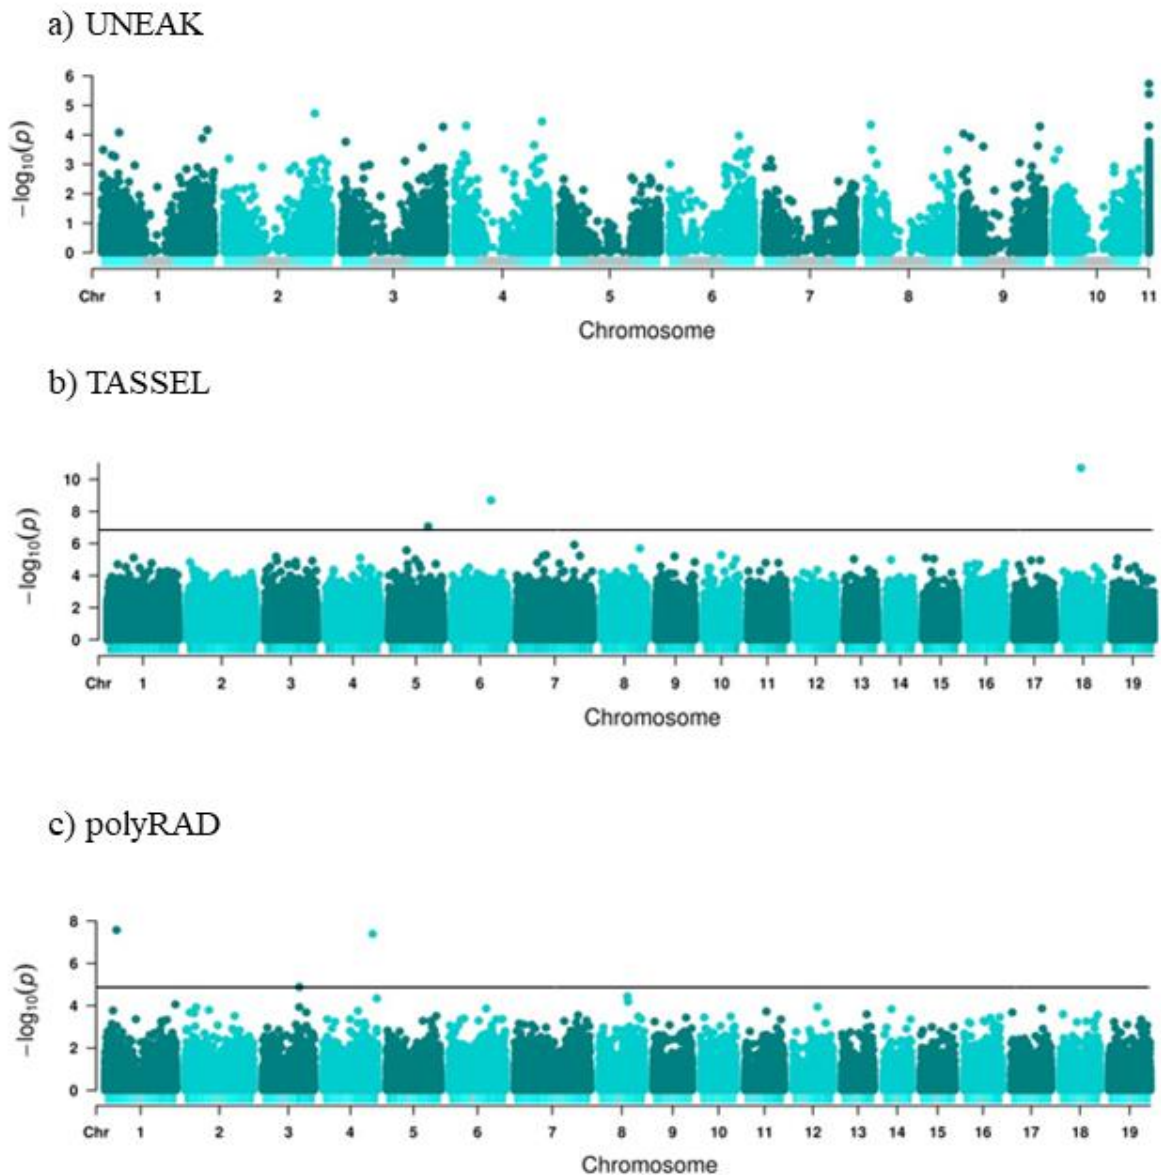 a) UNEAK
6
5
4
3
2
1
0
−log₁₀(p)
Chr 1 2 3 4 5 6 7 8 9 10 11
Chromosome
b) TASSEL
10
8
6
4
2
0
−log₁₀(p)
Chr 1 2 3 4 5 6 7 8 9 10 11 12 13 14 15 16 17 18 19
Chromosome
c) polyRAD
8
6
4
2
0
−log₁₀(p)
Chr 1 2 3 4 5 6 7 8 9 10 11 12 13 14 15 16 17 18 19
Chromosome